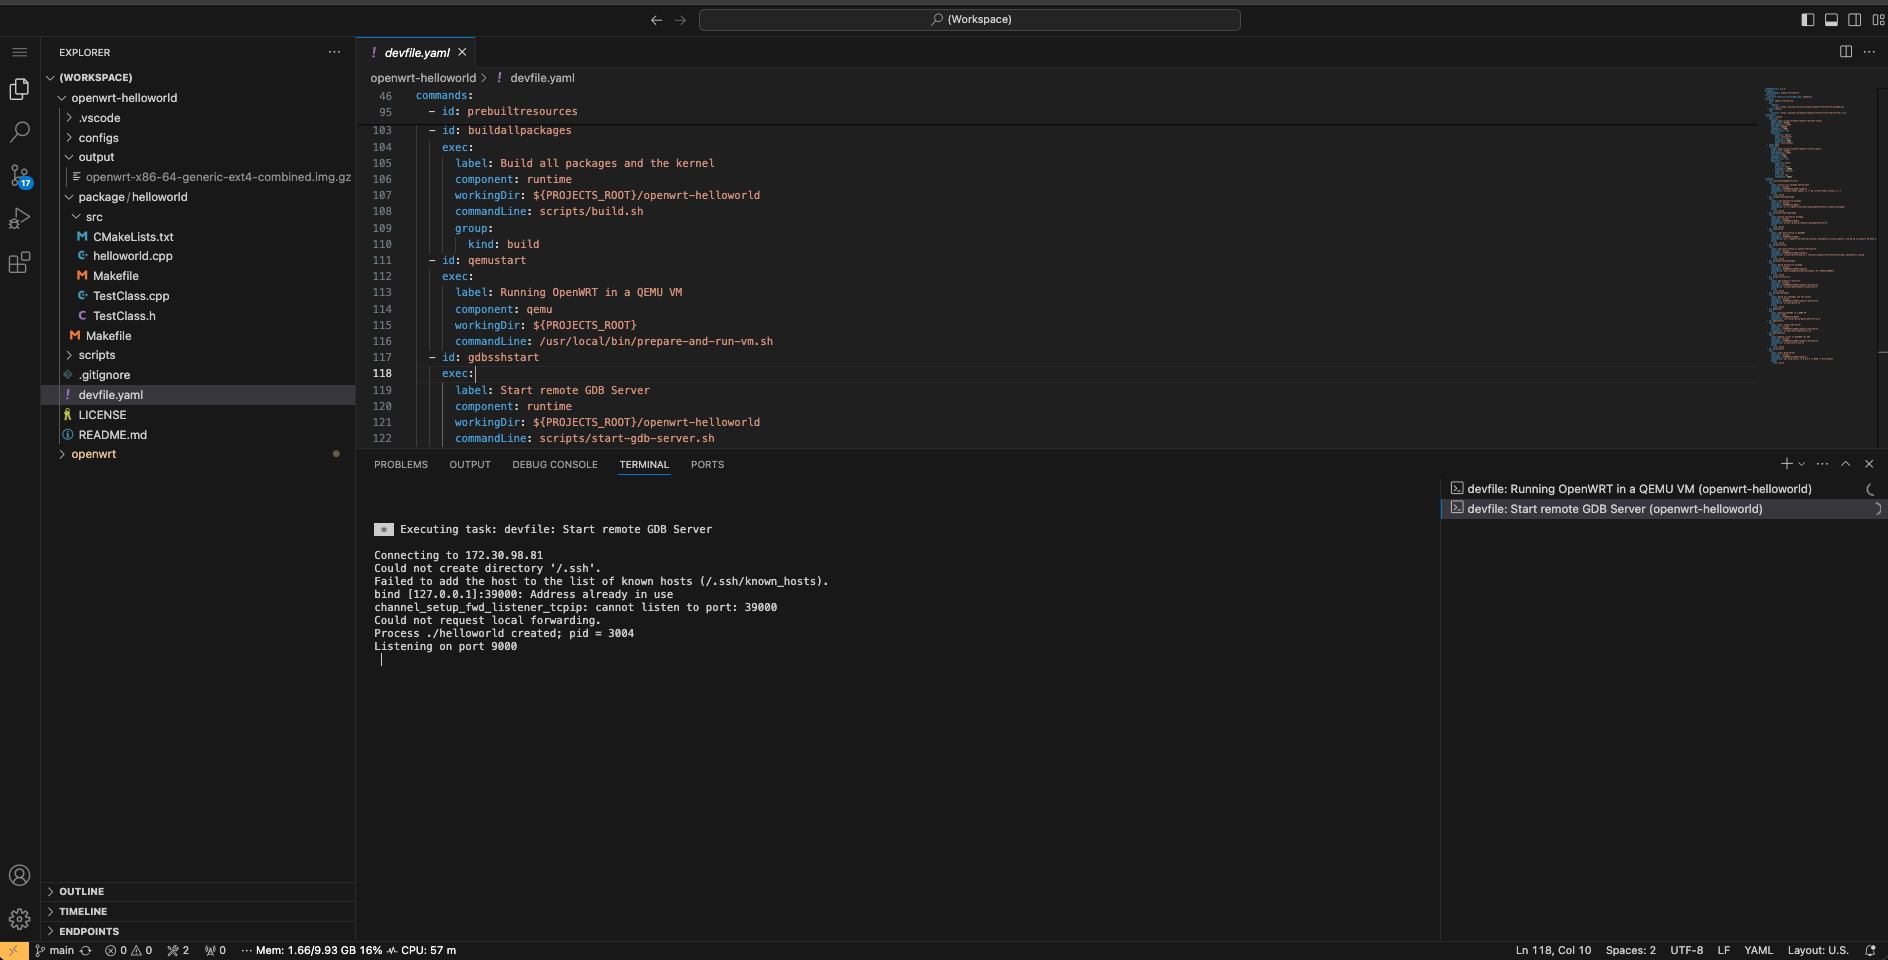 (Workspace)
EXPLORER
(WORKSPACE)
openwrt-helloworld
.vscode
configs
output
openwrt-x86-64-generic-ext4-combined.img.gz
package/helloworld
src
M CMakeLists.txt
C+ helloworld.cpp
M Makefile
C+ TestClass.cpp
C TestClass.h
M Makefile
scripts
.gitignore
! devfile.yaml
LICENSE
README.md
openwrt
17
OUTLINE
TIMELINE
ENDPOINTS
! devfile.yaml
openwrt-helloworld > ! devfile.yaml
46 commands:
95 - id: prebuiltresources
103 - id: buildallpackages
104 exec:
105 label: Build all packages and the kernel
106 component: runtime
107 workingDir: ${PROJECTS_ROOT}/openwrt-helloworld
108 commandLine: scripts/build.sh
109 group:
110 kind: build
111 - id: qemustart
112 exec:
113 label: Running OpenWRT in a QEMU VM
114 component: qemu
115 workingDir: ${PROJECTS_ROOT}
116 commandLine: /usr/local/bin/prepare-and-run-vm.sh
117 - id: gdbsshstart
118 exec:
119 label: Start remote GDB Server
120 component: runtime
121 workingDir: ${PROJECTS_ROOT}/openwrt-helloworld
122 commandLine: scripts/start-gdb-server.sh
PROBLEMS OUTPUT DEBUG CONSOLE TERMINAL PORTS
* Executing task: devfile: Start remote GDB Server
Connecting to 172.30.98.81
Could not create directory '/.ssh'.
Failed to add the host to the list of known hosts (/.ssh/known_hosts).
bind [127.0.0.1]:39000: Address already in use
channel_setup_fwd_listener_tcpip: cannot listen to port: 39000
Could not request local forwarding.
Process ./helloworld created; pid = 3004
Listening on port 9000
devfile: Running OpenWRT in a QEMU VM (openwrt-helloworld)
devfile: Start remote GDB Server (openwrt-helloworld)
main 0 0 2 0 Mem: 1.66/9.93 GB 16% CPU: 57 m
Ln 118, Col 10 Spaces: 2 UTF-8 LF YAML Layout: U.S.